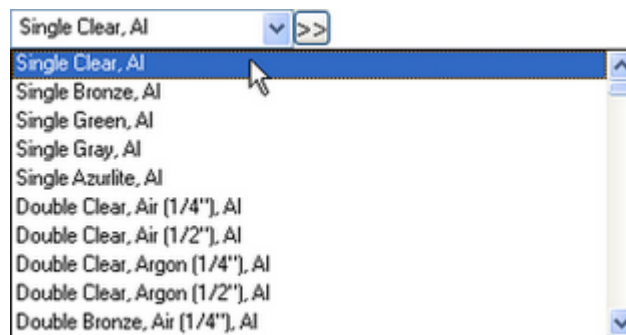 Single Clear, Al >>
Single Clear, Al
Single Bronze, Al
Single Green, Al
Single Gray, Al
Single Azurlite, Al
Double Clear, Air (1/4"), Al
Double Clear, Air (1/2"), Al
Double Clear, Argon (1/4"), Al
Double Clear, Argon (1/2"), Al
Double Bronze, Air (1/4"), Al